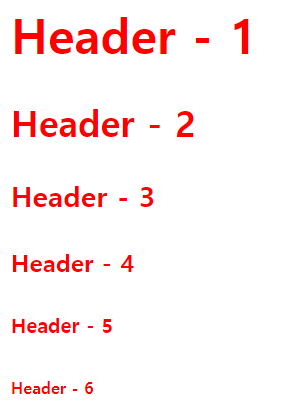 Header - 1
Header - 2
Header - 3
Header - 4
Header - 5
Header - 6